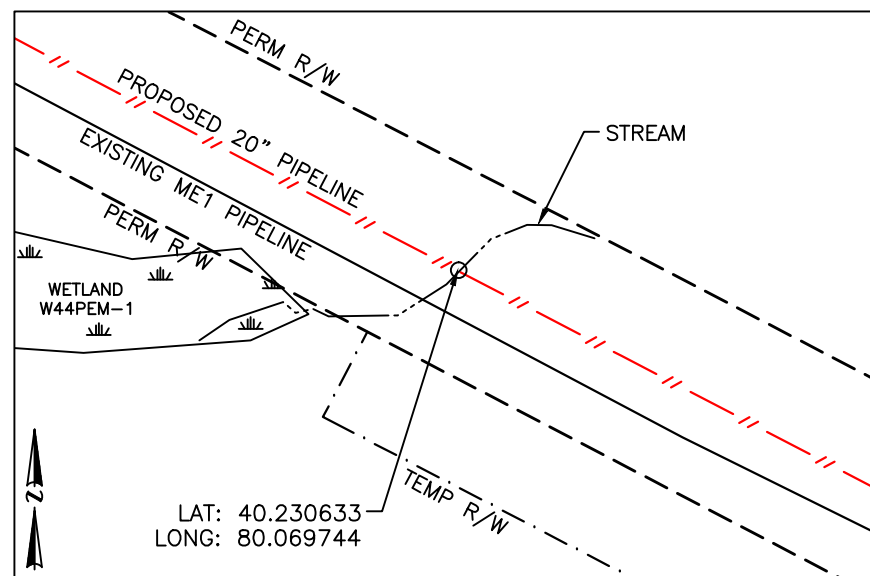 PERM R/W
PROPOSED 20" PIPELINE
STREAM
EXISTING ME1 PIPELINE
PERM R/W
WETLAND
W44PEM-1
TEMP R/W
LAT: 40.230633
LONG: 80.069744
N